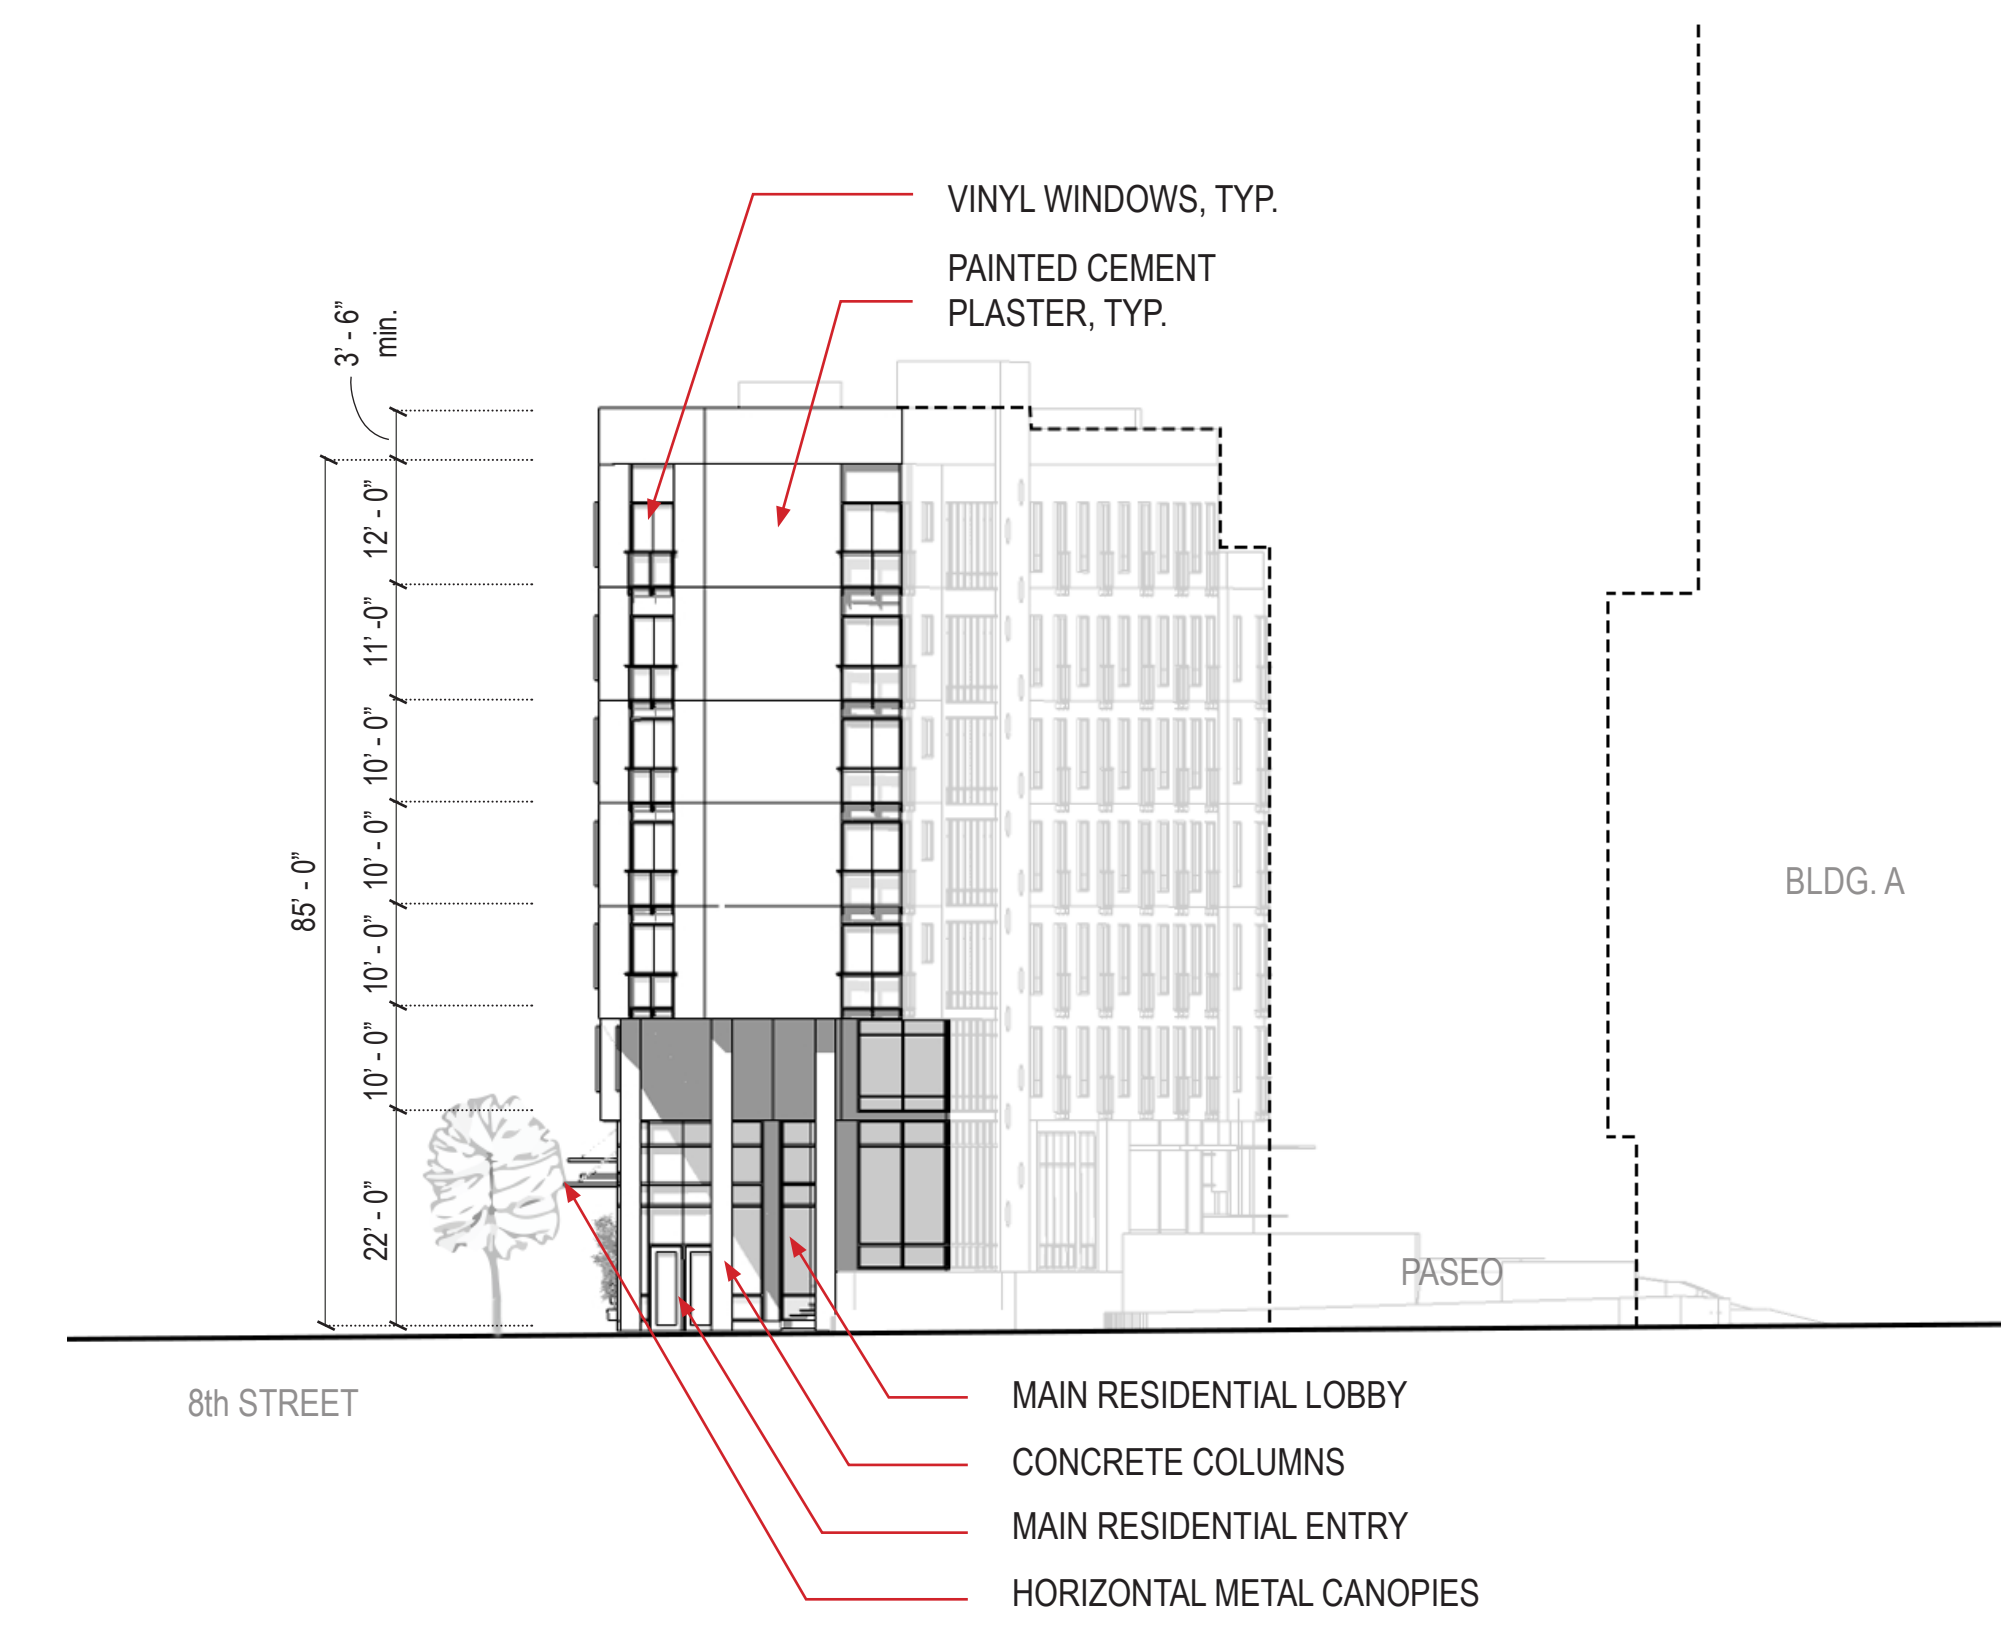 VINYL WINDOWS, TYP.
PAINTED CEMENT
PLASTER, TYP.
3' - 6”
min.
12' - 0”
11' -0”
10' - 0”
10' - 0”
10' - 0”
10' - 0”
22' - 0”
85' - 0”
BLDG. A
PASEO
8th STREET
MAIN RESIDENTIAL LOBBY
CONCRETE COLUMNS
MAIN RESIDENTIAL ENTRY
HORIZONTAL METAL CANOPIES